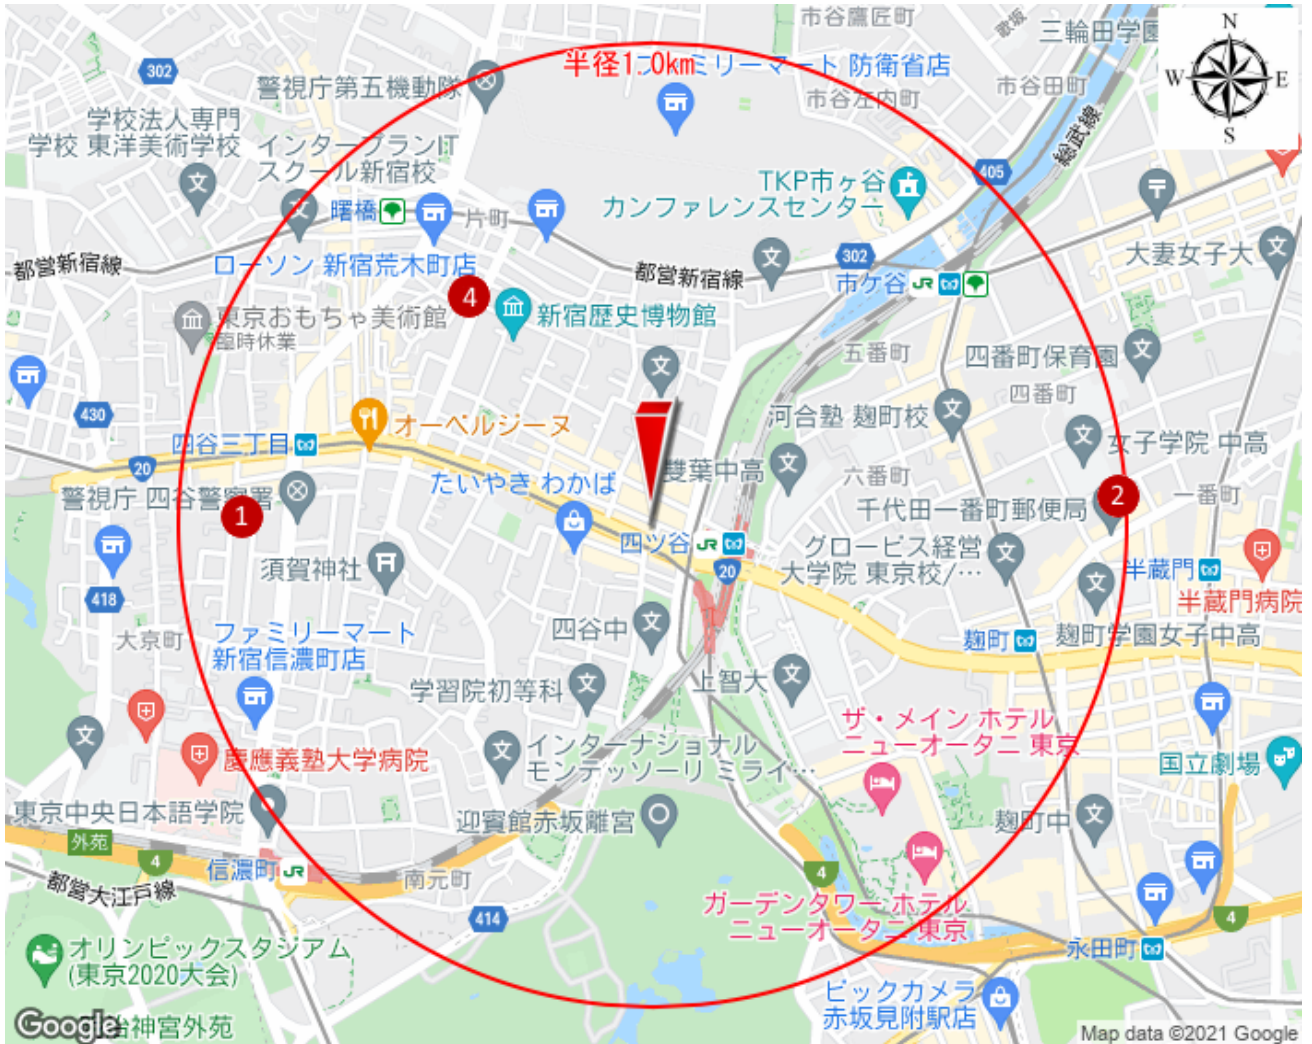 市谷鷹匠町
歌坂
三輪田学園
N
W
E
S
半径1.0km
ファミリーマート 防衛省店
302
警視庁第五機動隊
市谷左内町
市谷田町
総武線
学校法人専門
学校 東洋美術学校
インターブランIT
スクール新宿校
TKP市ヶ谷
カンファレンスセンター
405
曙橋
片町
大妻女子大
都営新宿線
ローソン 新宿荒木町店
都営新宿線
302
市ケ谷
JR
4
東京おもちゃ美術館
臨時休業
新宿歴史博物館
五番町
四番町保育園
四番町
430
オーベルジーヌ
河合塾 麹町校
四谷三丁目
20
女子学院 中高
雙葉中高
六番町
たいやき わかば
警視庁 四谷警察署
1
2
一番町
千代田一番町郵便局
四ツ谷
JR
グロービス経営
大学院 東京校/…
須賀神社
20
半蔵門
半蔵門病院
418
四谷中
麹町
麹町学園女子中高
大京町
ファミリーマート
新宿信濃町店
学習院初等科
上智大
ザ・メイン ホテル
ニューオータニ 東京
慶應義塾大学病院
インターナショナル
モンテッソーリ ミライ…
国立劇場
東京中央日本語学院
迎賓館赤坂離宮
麹町中
外苑
4
信濃町
JR
南元町
4
都営大江戸線
414
ガーデンタワー ホテル
ニューオータニ 東京
4
永田町
オリンピックスタジアム
(東京2020大会)
ビックカメラ
赤坂見附駅店
Google
治神宮外苑
Map data ©2021 Google